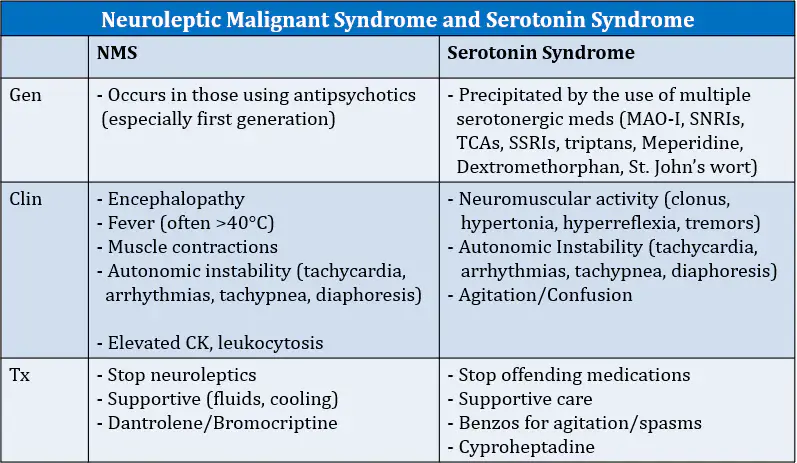 Neuroleptic Malignant Syndrome and Serotonin Syndrome
NMS
Serotonin Syndrome
Gen
- Occurs in those using antipsychotics
(especially first generation)
- Precipitated by the use of multiple
serotonergic meds (MAO-I, SNRIs,
TCAs, SSRIs, triptans, Meperidine,
Dextromethorphan, St. John’s wort)
Clin
- Encephalopathy
- Fever (often >40°C)
- Muscle contractions
- Autonomic instability (tachycardia,
arrhythmias, tachypnea, diaphoresis)
- Elevated CK, leukocytosis
- Neuromuscular activity (clonus,
hypertonia, hyperreflexia, tremors)
- Autonomic Instability (tachycardia,
arrhythmias, tachypnea, diaphoresis)
- Agitation/Confusion
Tx
- Stop neuroleptics
- Supportive (fluids, cooling)
- Dantrolene/Bromocriptine
- Stop offending medications
- Supportive care
- Benzos for agitation/spasms
- Cyproheptadine